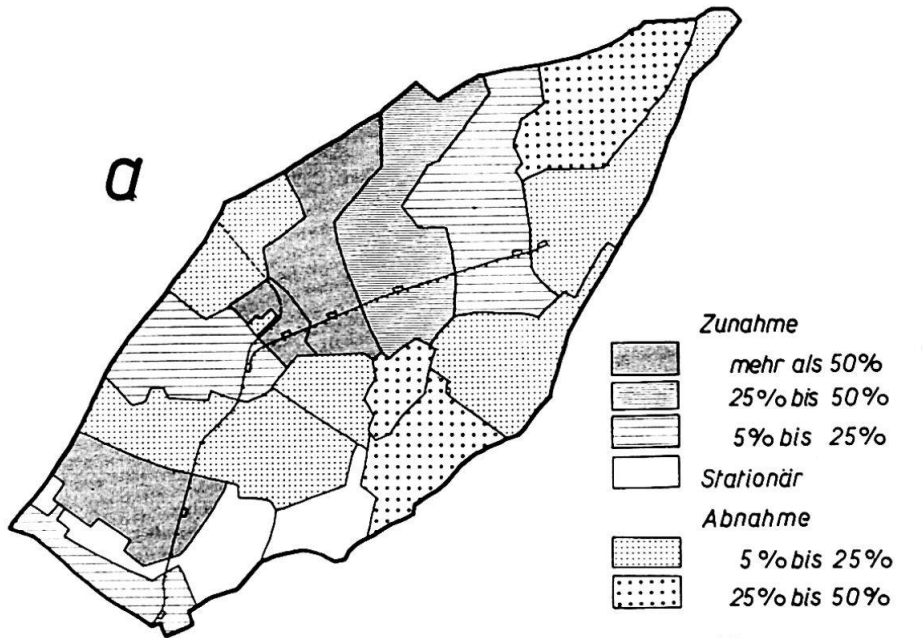 a
Zunahme
mehr als 50%
25% bis 50%
5% bis 25%
Stationär
Abnahme
5% bis 25%
25% bis 50%